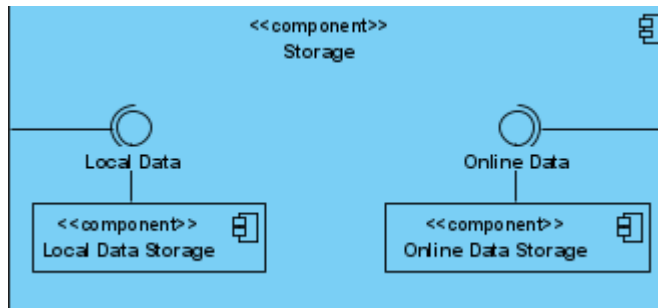 <<component>>
Storage
Local Data
Online Data
<<component>>
Local Data Storage
<<component>>
Online Data Storage